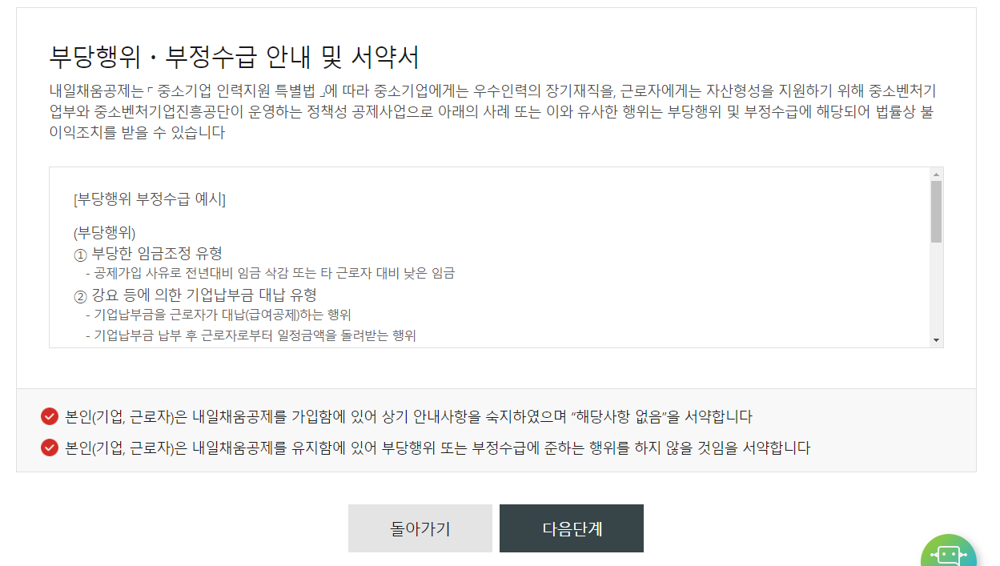 부당행위 · 부정수급 안내 및 서약서
내일채움공제는 ｢ 중소기업 인력지원 특별법 ｣에 따라 중소기업에게는 우수인력의 장기재직을, 근로자에게는 자산형성을 지원하기 위해 중소벤처기
업부와 중소벤처기업진흥공단이 운영하는 정책성 공제사업으로 아래의 사례 또는 이와 유사한 행위는 부당행위 및 부정수급에 해당되어 법률상 불
이익조치를 받을 수 있습니다
[부당행위 부정수급 예시]
(부당행위)
① 부당한 임금조정 유형
- 공제가입 사유로 전년대비 임금 삭감 또는 타 근로자 대비 낮은 임금
② 강요 등에 의한 기업납부금 대납 유형
- 기업납부금을 근로자가 대납(급여공제)하는 행위
- 기업납부금 납부 후 근로자로부터 일정금액을 돌려받는 행위
본인(기업, 근로자)은 내일채움공제를 가입함에 있어 상기 안내사항을 숙지하였으며 “해당사항 없음”을 서약합니다
본인(기업, 근로자)은 내일채움공제를 유지함에 있어 부당행위 또는 부정수급에 준하는 행위를 하지 않을 것임을 서약합니다
돌아가기
다음단계